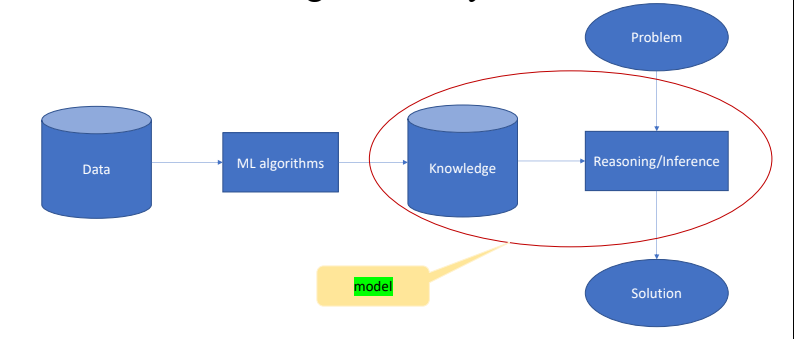 Problem
Data
ML algorithms
Knowledge
Reasoning/Inference
model
Solution